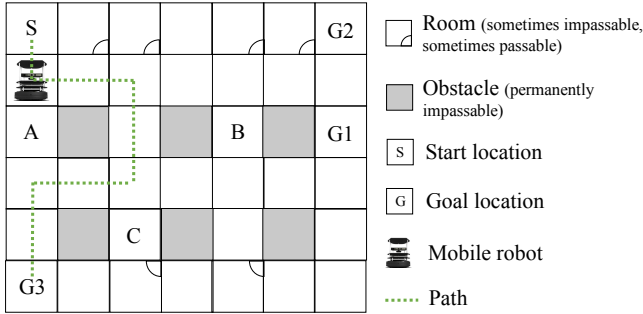 S
G2
A
B
G1
C
G3
Room (sometimes impassable,
sometimes passable)
Obstacle (permanently
impassable)
S Start location
G Goal location
Mobile robot
Path